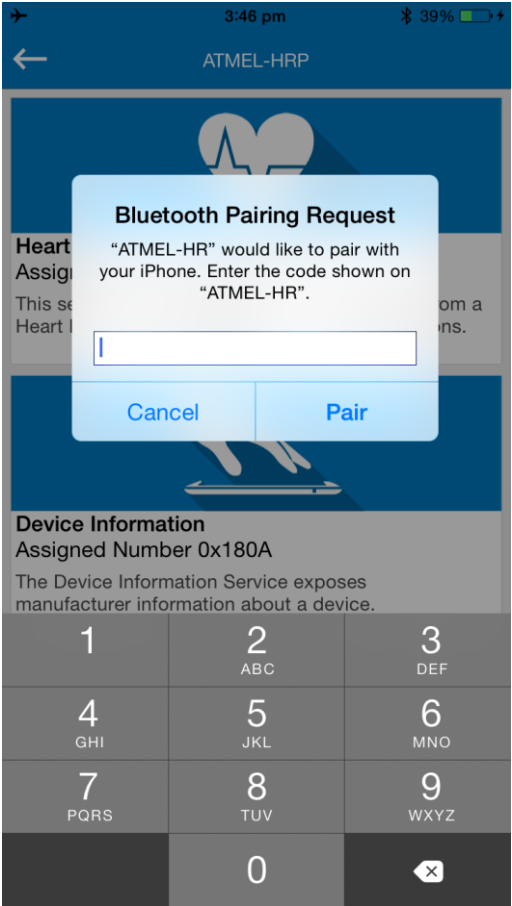 3:46 pm
39%
ATMEL-HRP
Bluetooth Pairing Request
“ATMEL-HR” would like to pair with
your iPhone. Enter the code shown on
“ATMEL-HR”.
Cancel
Pair
Heart
This
om a
Heart
Device Information
Assigned Number 0x180A
The Device Information Service exposes
manufacturer information about a device.
1
2
ABC
3
DEF
4
GHI
5
JKL
6
MNO
7
PQRS
8
TUV
9
WXYZ
0